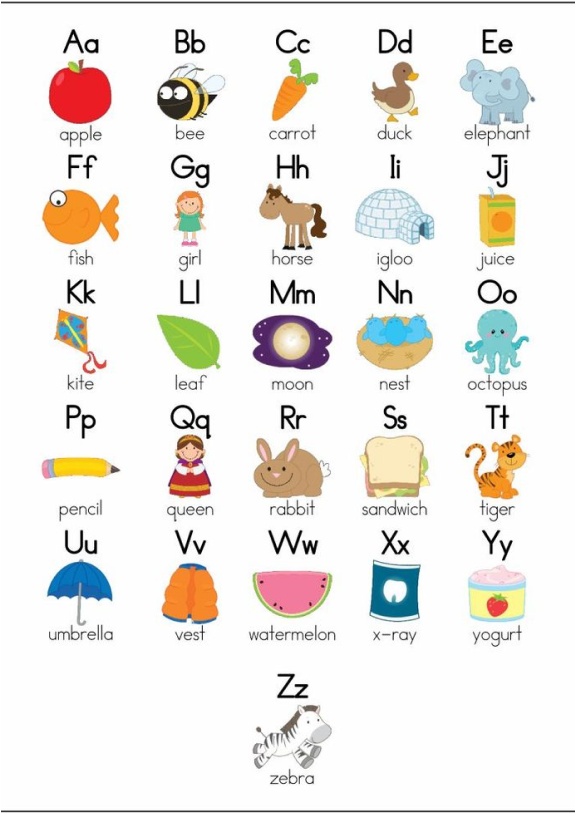 Aa Bb Cc Dd Ee
apple bee carrot duck elephant
Ff Gg Hh Ii Jj
fish girl horse igloo juice
Kk Ll Mm Nn Oo
kite leaf moon nest octopus
Pp Qq Rr Ss Tt
pencil queen rabbit sandwich tiger
Uu Vv Ww Xx Yy
umbrella vest watermelon x-ray yogurt
Zz
zebra